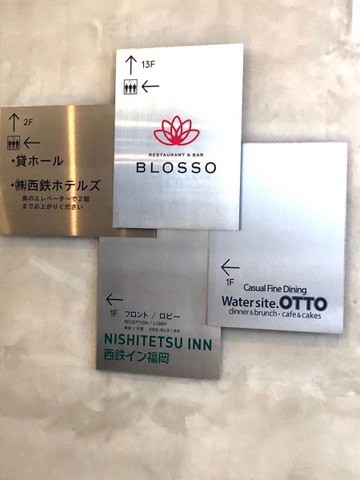 13F
RESTAURANT & BAR
BLOSSO
2F
・貸ホール
・㈱西鉄ホテルズ
奥のエレベーターで2階
までお上がりください
1F
Casual Fine Dining
Water site.OTTO
dinner & brunch - cafe & cakes
1F フロント / ロビー
RECEPTION / LOBBY
NISHITETSU INN
西鉄イン福岡